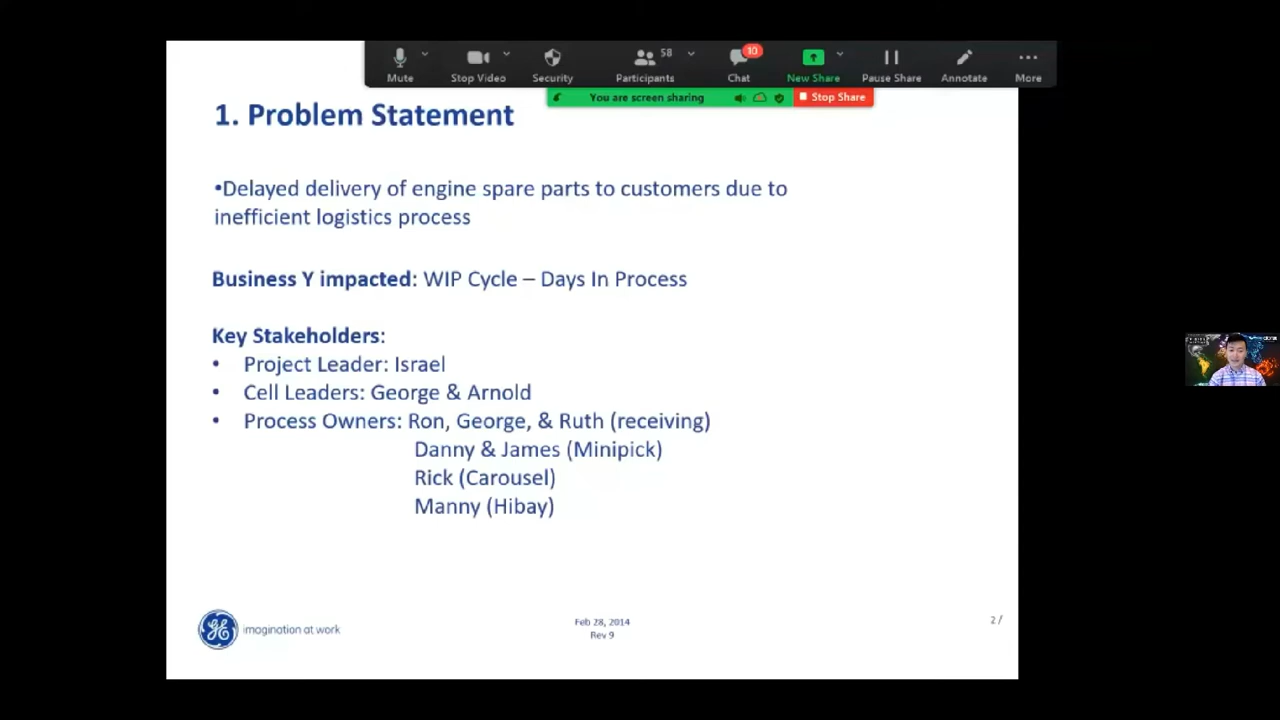 58
10
Mute
Stop Video
Security
Participants
Chat
New Share
Pause Share
Annotate
More
You are screen sharing
Stop Share
1. Problem Statement
•Delayed delivery of engine spare parts to customers due to
inefficient logistics process
Business Y impacted: WIP Cycle – Days In Process
Key Stakeholders:
• Project Leader: Israel
• Cell Leaders: George & Arnold
• Process Owners: Ron, George, & Ruth (receiving)
Danny & James (Minipick)
Rick (Carousel)
Manny (Hibay)
GE imagination at work
Feb 28, 2014
Rev 9
2 /